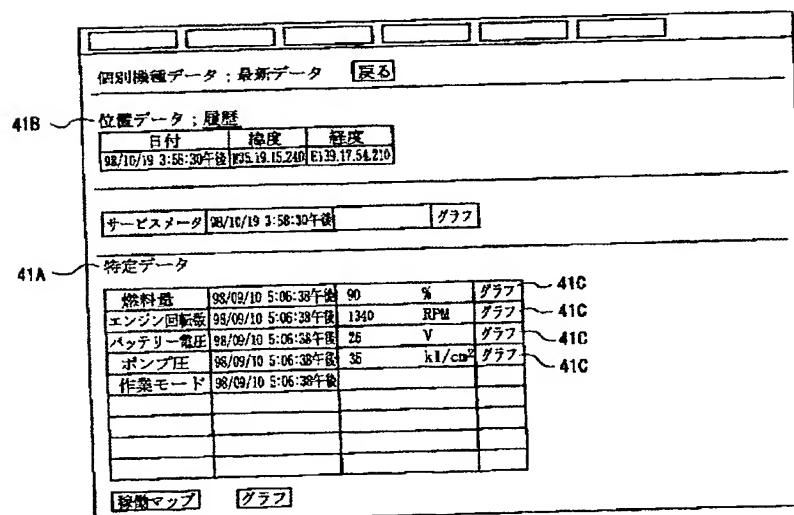 個別機種データ：最新データ 戻る
41B 位置データ：履歴
日付 緯度 経度
98/10/19 3:58:30午後 N35.19.15.240 E139.17.54.210
サービスメータ 98/10/19 3:58:30午後 グラフ
41A 特定データ
燃料量 98/09/10 5:06:38午後 90 % グラフ 41C
エンジン回転数 98/09/10 5:06:38午後 1340 RPM グラフ 41C
バッテリー電圧 98/09/10 5:06:38午後 26 V グラフ 41C
ポンプ圧 98/09/10 5:06:38午後 36 グラフ 41C
作業モード 98/09/10 5:06:38午後
稼働マップ グラフ